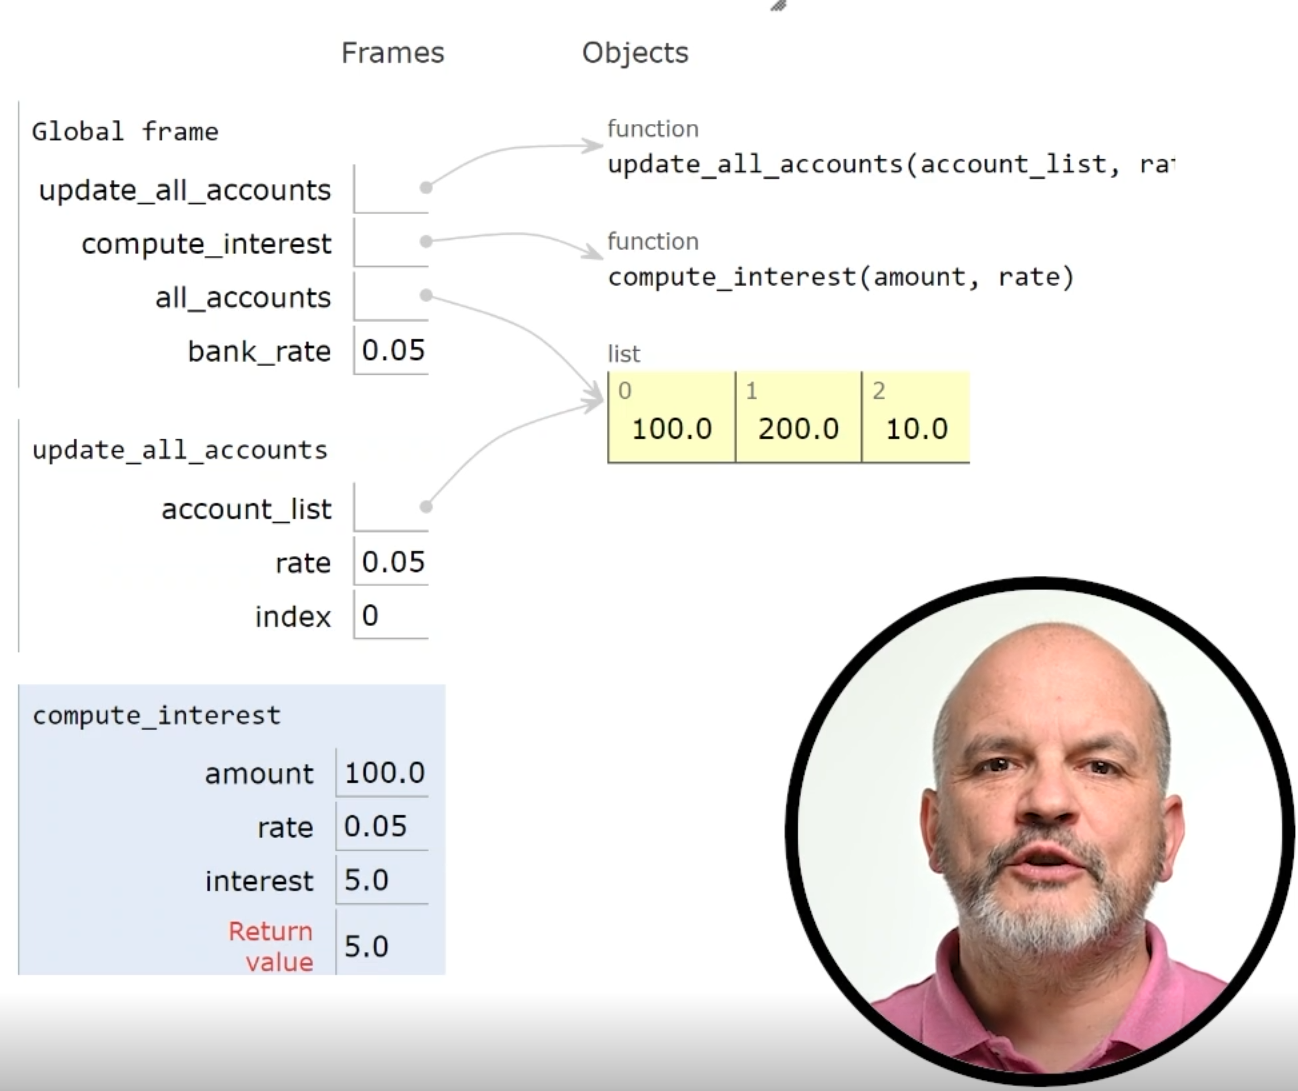 Frames Objects
Global frame
update_all_accounts
compute_interest
all_accounts
bank_rate 0.05
function
update_all_accounts(account_list,
function
compute_interest(amount, rate)
list
0 1 2
100.0 200.0 10.0
update_all_accounts
account_list
rate 0.05
index 0
compute_interest
amount 100.0
rate 0.05
interest 5.0
Return
value 5.0